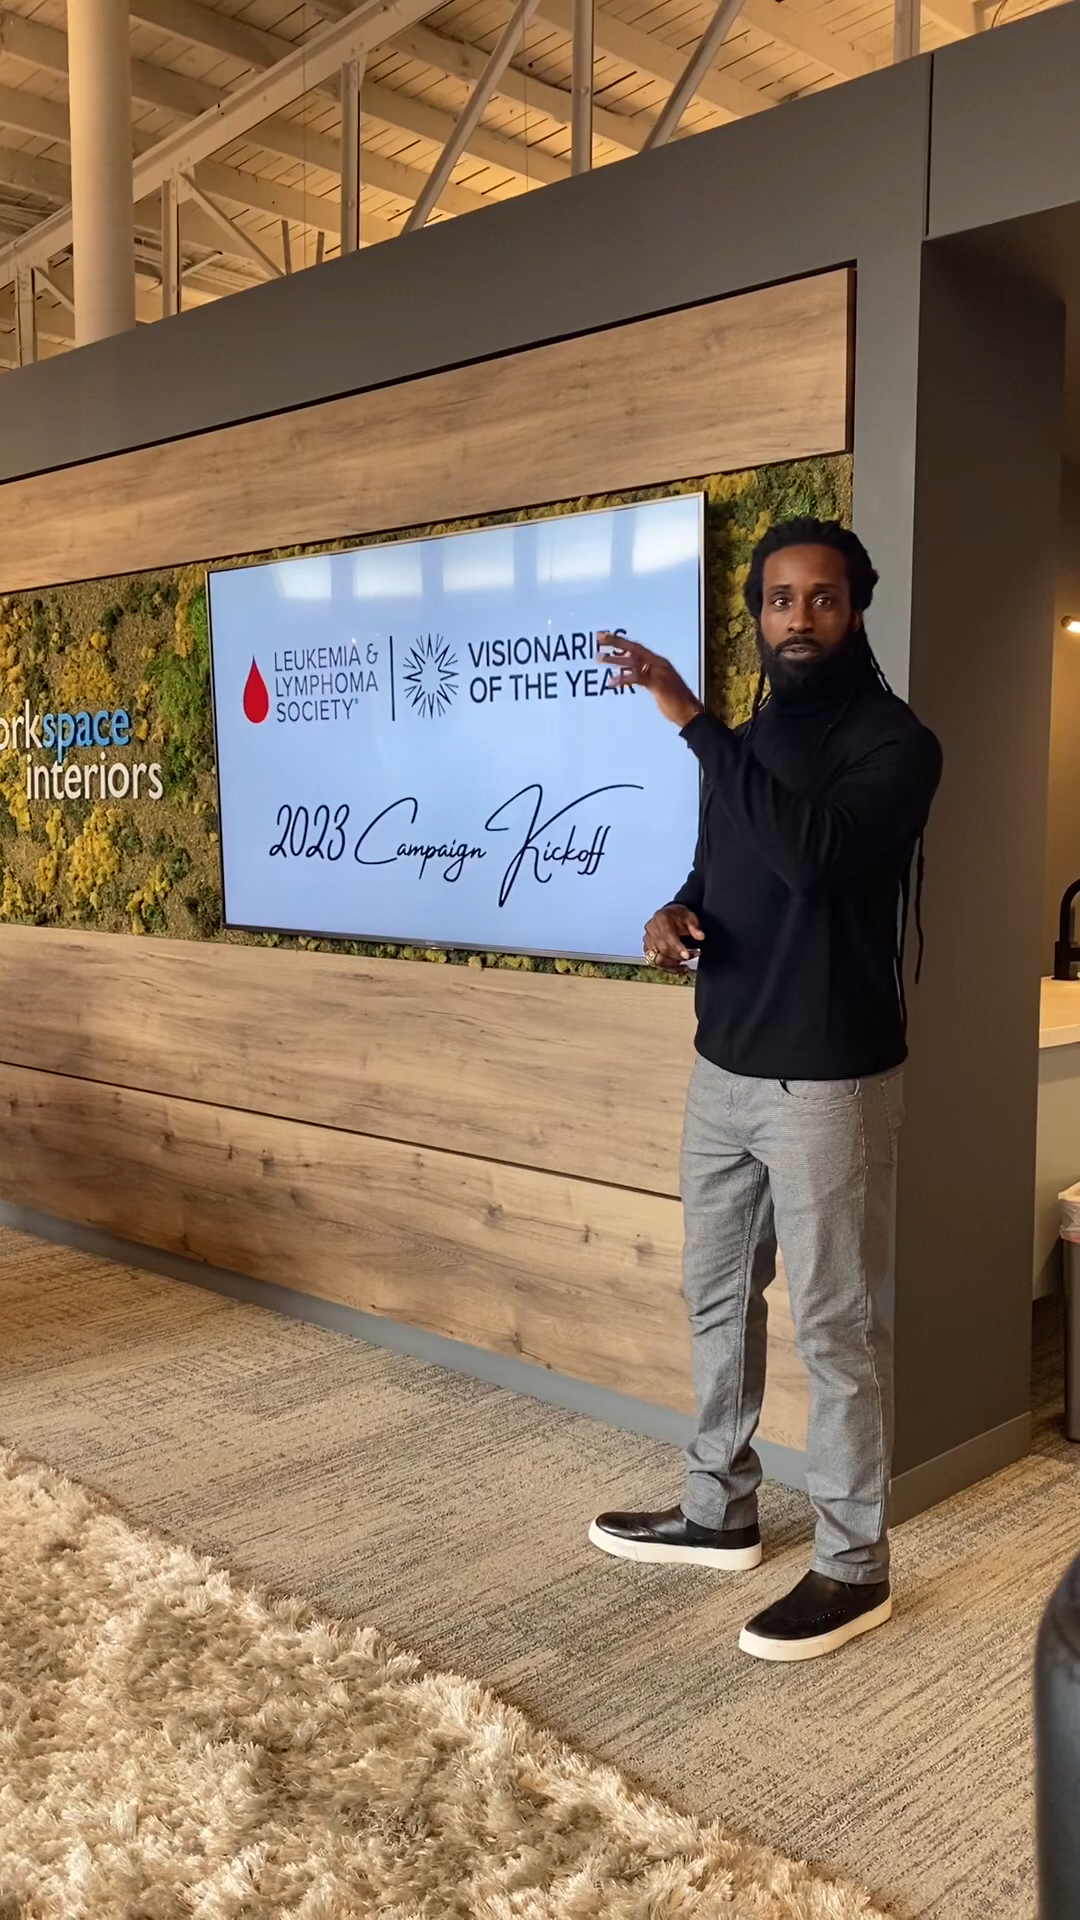 LEUKEMIA &
LYMPHOMA
SOCIETY®
VISIONARIES
OF THE YEAR
2023 Campaign Kickoff
orkspace
interiors